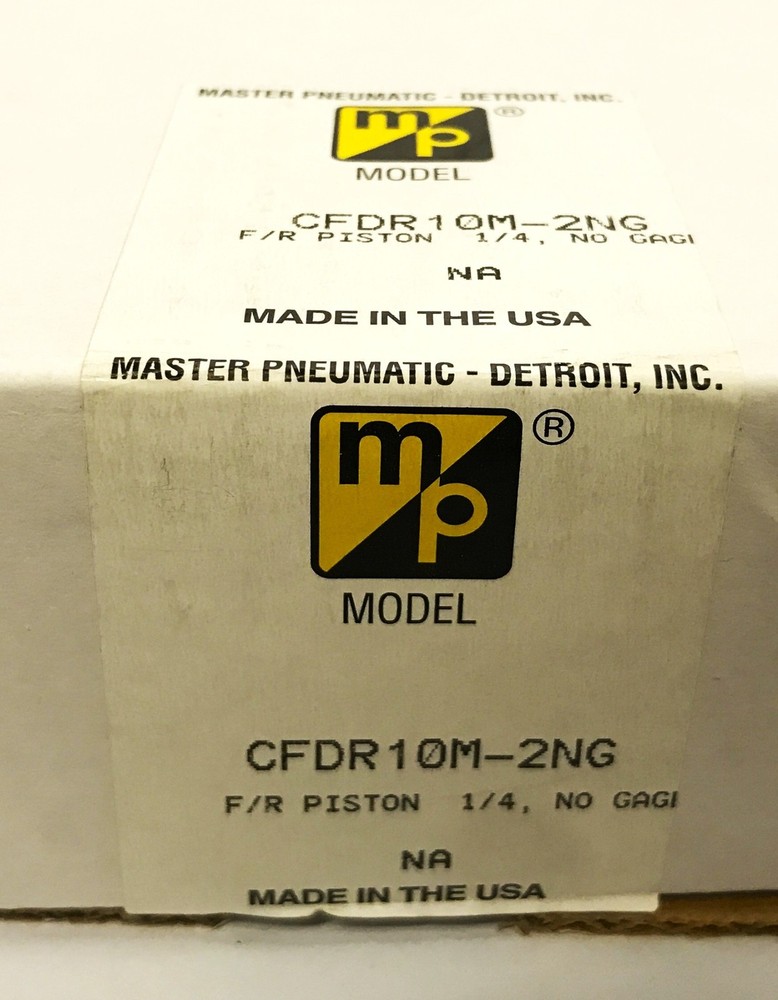 MASTER PNEUMATIC - DETROIT, INC.
mp ®
MODEL
CFDR10M-2NG
F/R PISTON 1/4, NO GAGI
NA
MADE IN THE USA
MASTER PNEUMATIC - DETROIT, INC.
mp ®
MODEL
CFDR10M-2NG
F/R PISTON 1/4, NO GAGI
NA
MADE IN THE USA